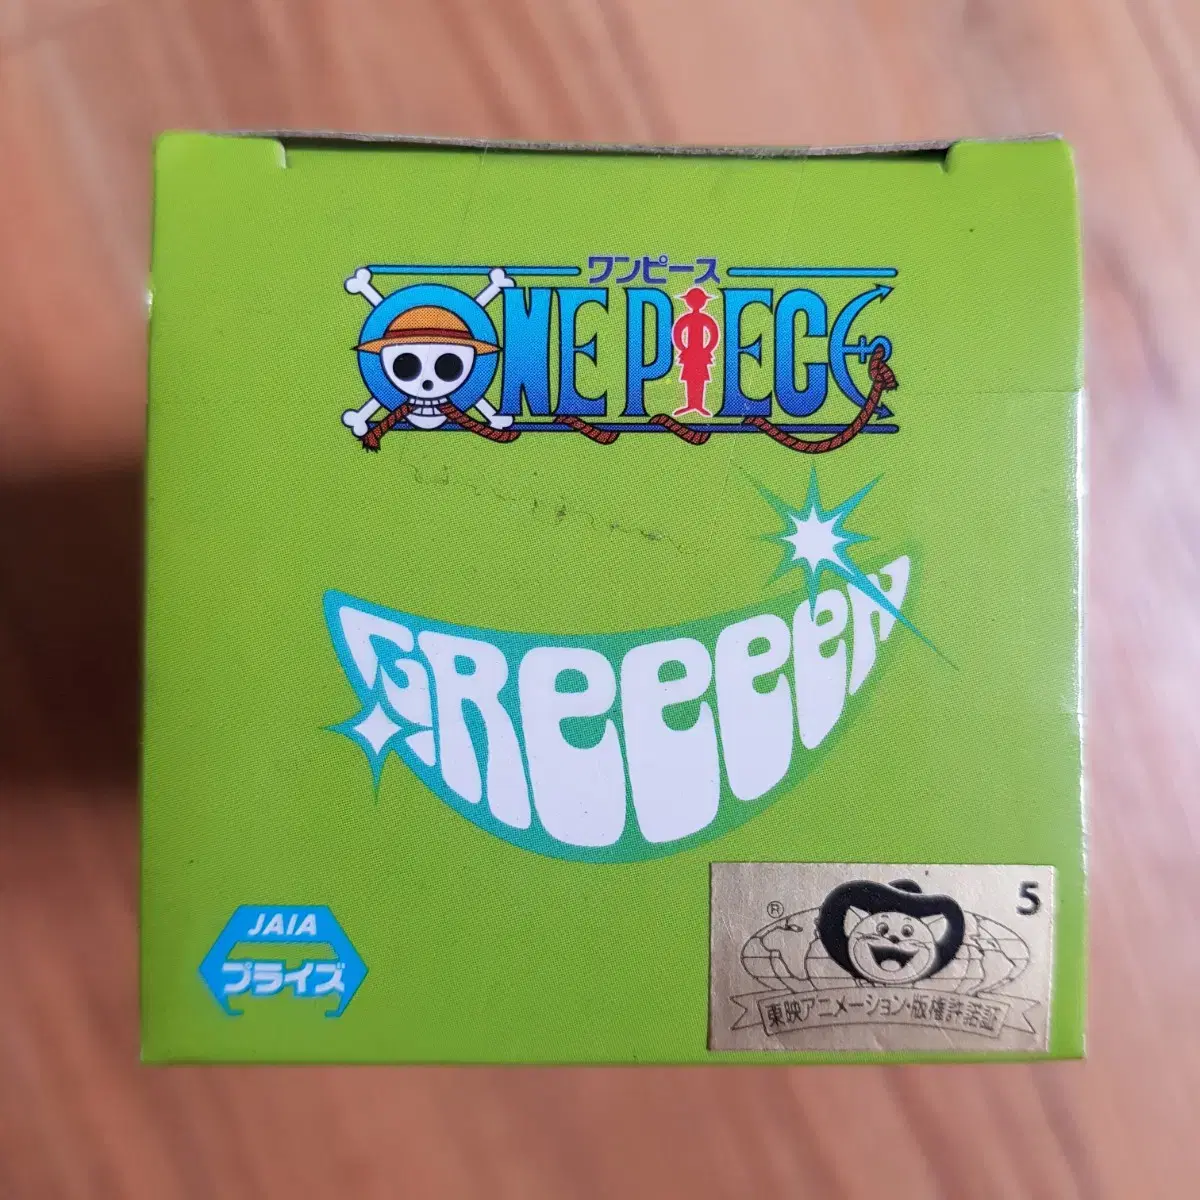 ワンピース
ONE PIECE
GReeeeN
JAIA
プライズ
5
®
東映アニメーション・版権許諾証